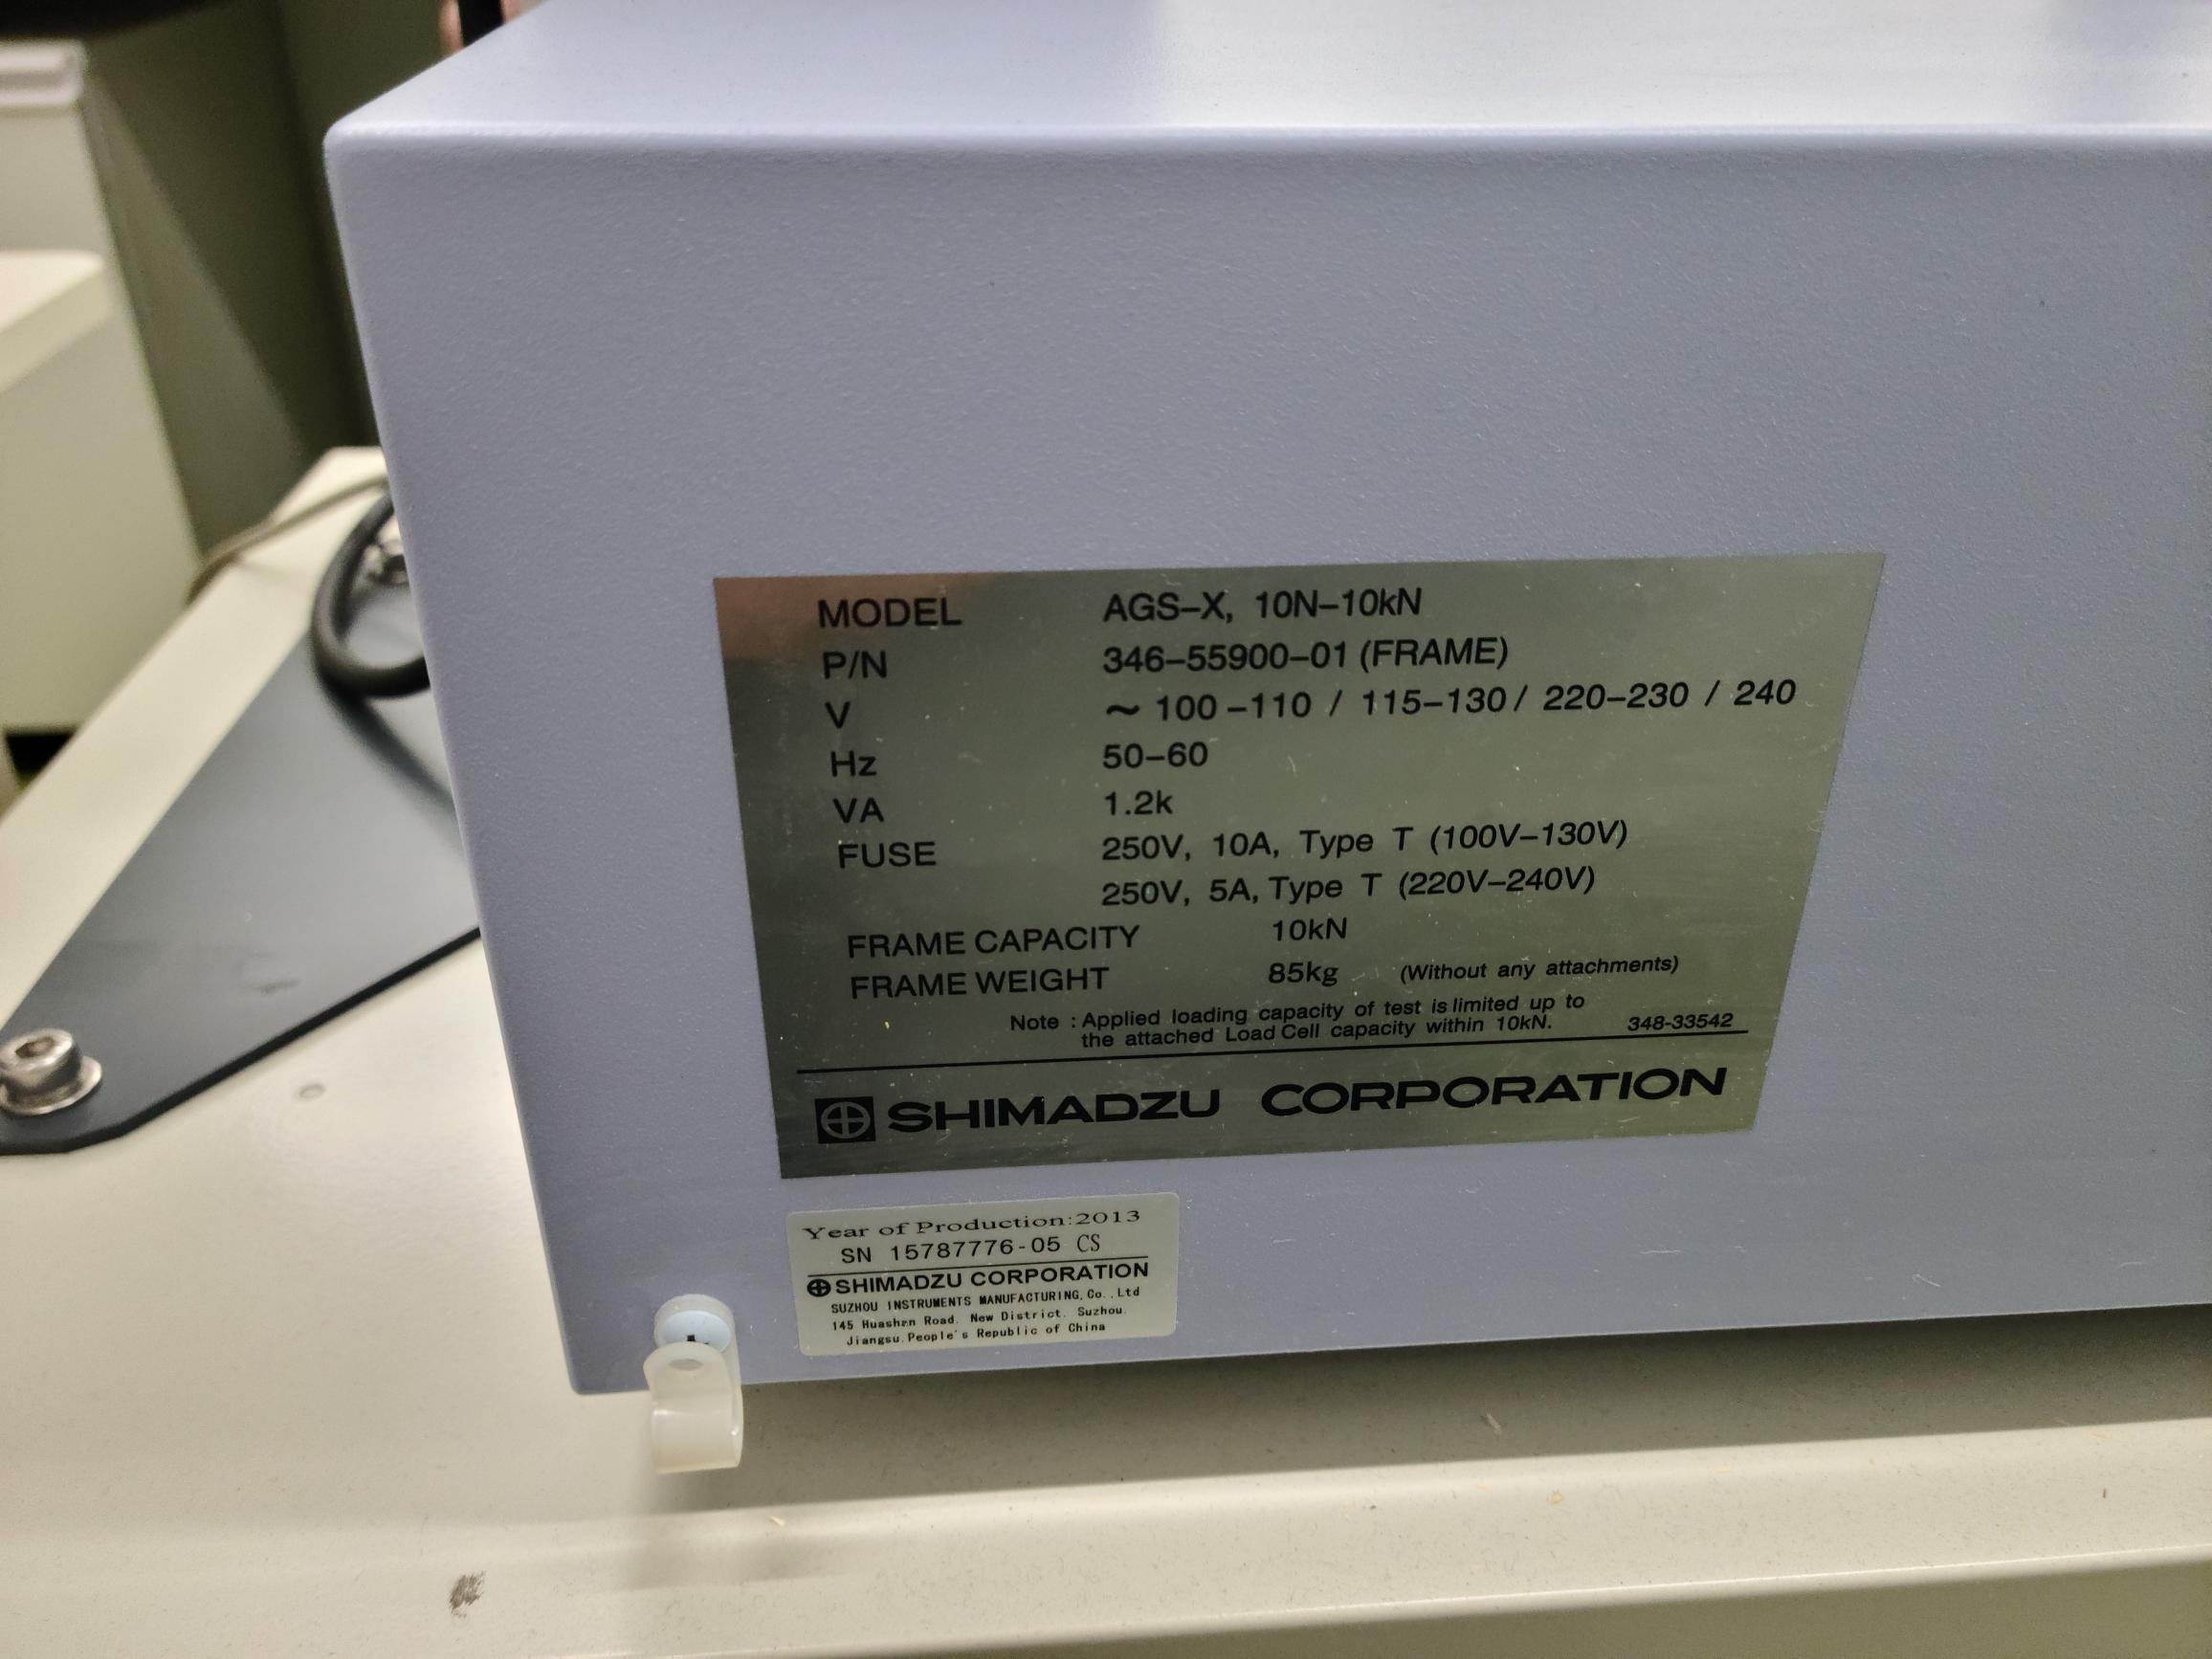 MODEL AGS–X, 10N–10kN
P/N 346–55900–01 (FRAME)
V ~ 100–110 / 115–130 / 220–230 / 240
Hz 50–60
VA 1.2k
FUSE 250V, 10A, Type T (100V–130V)
250V, 5A, Type T (220V–240V)
FRAME CAPACITY 10kN
FRAME WEIGHT 85kg (Without any attachments)
Note : Applied loading capacity of test is limited up to
the attached Load Cell capacity within 10kN. 348-33542
SHIMADZU CORPORATION
Year of Production:2013
SN 15787776-05 CS
SHIMADZU CORPORATION
SUZHOU INSTRUMENTS MANUFACTURING,Co.,Ltd
145 Huashan Road. New District. Suzhou.
Jiangsu.People's Republic of China